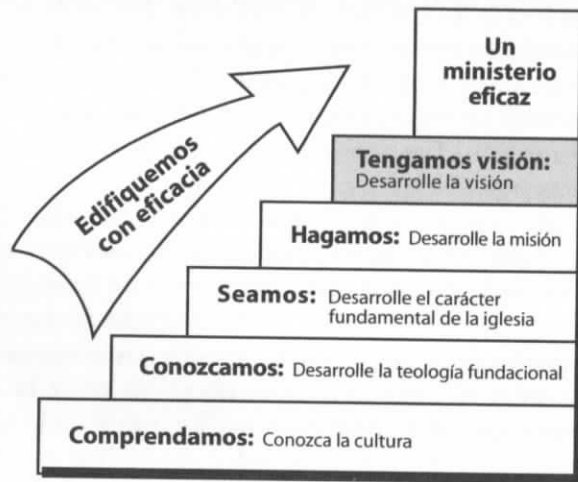 Un
ministerio
eficaz
Edifiquemos
con eficacia
Tengamos visión:
Desarrolle la visión
Hagamos: Desarrolle la misión
Seamos: Desarrolle el carácter
fundamental de la iglesia
Conozcamos: Desarrolle la teología fundacional
Comprendamos: Conozca la cultura